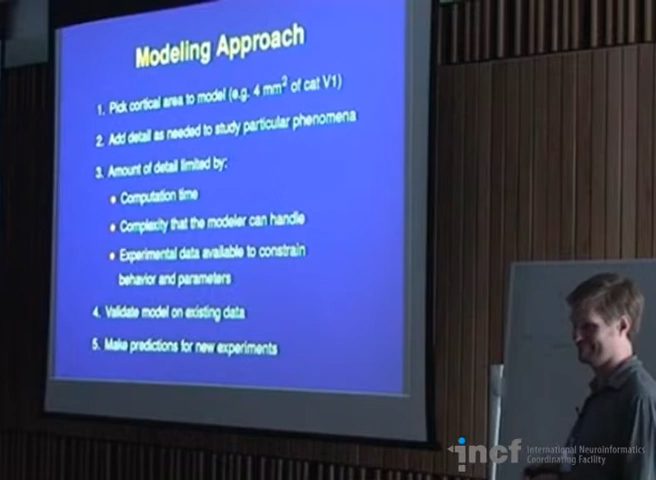 Modeling Approach
1. Pick cortical area to model (e.g. 4 mm² of cat V1)
2. Add detail as needed to study particular phenomena
3. Amount of detail limited by:
• Computation time
• Complexity that the modeler can handle
• Experimental data available to constrain
behavior and parameters
4. Validate model on existing data
5. Make predictions for new experiments
incf International Neuroinformatics
Coordinating Facility